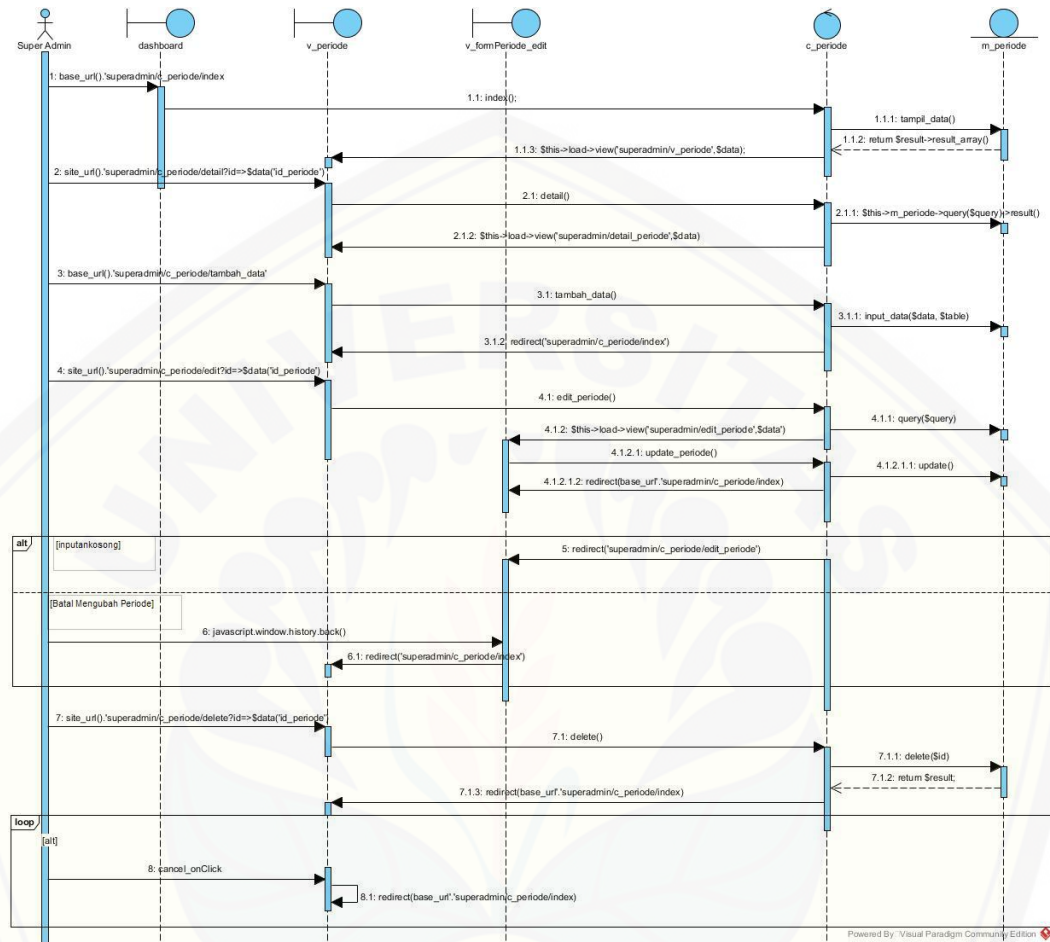 Super Admin
dashboard
v_periode
v_formPeriode_edit
c_periode
m_periode
1: base_url().'superadmin/c_periode/index
1.1: index();
1.1.1: tampil_data()
1.1.2: return $result->result_array()
1.1.3: $this->load->view('superadmin/v_periode',$data);
2: site_url().'superadmin/c_periode/detail?id=>$data('id_periode')
2.1: detail()
2.1.1: $this->m_periode->query($query)->result()
2.1.2: $this->load->view('superadmin/detail_periode',$data)
3: base_url().'superadmin/c_periode/tambah_data'
3.1: tambah_data()
3.1.1: input_data($data, $table)
3.1.2: redirect('superadmin/c_periode/index')
4: site_url().'superadmin/c_periode/edit?id=>$data('id_periode')
4.1: edit_periode()
4.1.1: query($query)
4.1.2: $this->load->view('superadmin/edit_periode',$data')
4.1.2.1: update_periode()
4.1.2.1.1: update()
4.1.2.1.2: redirect(base_url'.'superadmin/c_periode/index)
alt
[inputankosong]
5: redirect('superadmin/c_periode/edit_periode')
[Batal Mengubah Periode]
6: javascript.window.history.back()
6.1: redirect('superadmin/c_periode/index')
7: site_url().'superadmin/c_periode/delete?id=>$data('id_periode')
7.1: delete()
7.1.1: delete($id)
7.1.2: return $result;
7.1.3: redirect(base_url'.'superadmin/c_periode/index)
loop
[alt]
8: cancel_onClick
8.1: redirect(base_url'.'superadmin/c_periode/index)
UNIVERSITAS
Powered By Visual Paradigm Community Edition